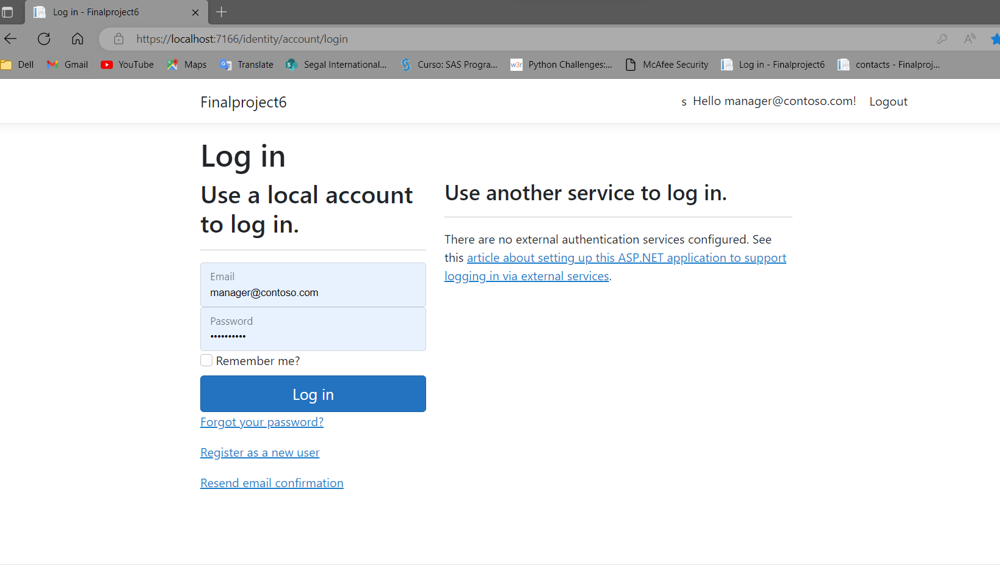 Log in - Finalproject6
https://localhost:7166/identity/account/login
Dell Gmail YouTube Maps Translate Segal International... Curso: SAS Progra... w3r Python Challenges:... McAfee Security Log in - Finalproject6 contacts - Finalproj...
Finalproject6 s Hello manager@contoso.com! Logout
Log in
Use a local account
to log in.
Email
manager@contoso.com
Password
••••••••••
Remember me?
Log in
Forgot your password?
Register as a new user
Resend email confirmation
Use another service to log in.
There are no external authentication services configured. See
this article about setting up this ASP.NET application to support
logging in via external services.